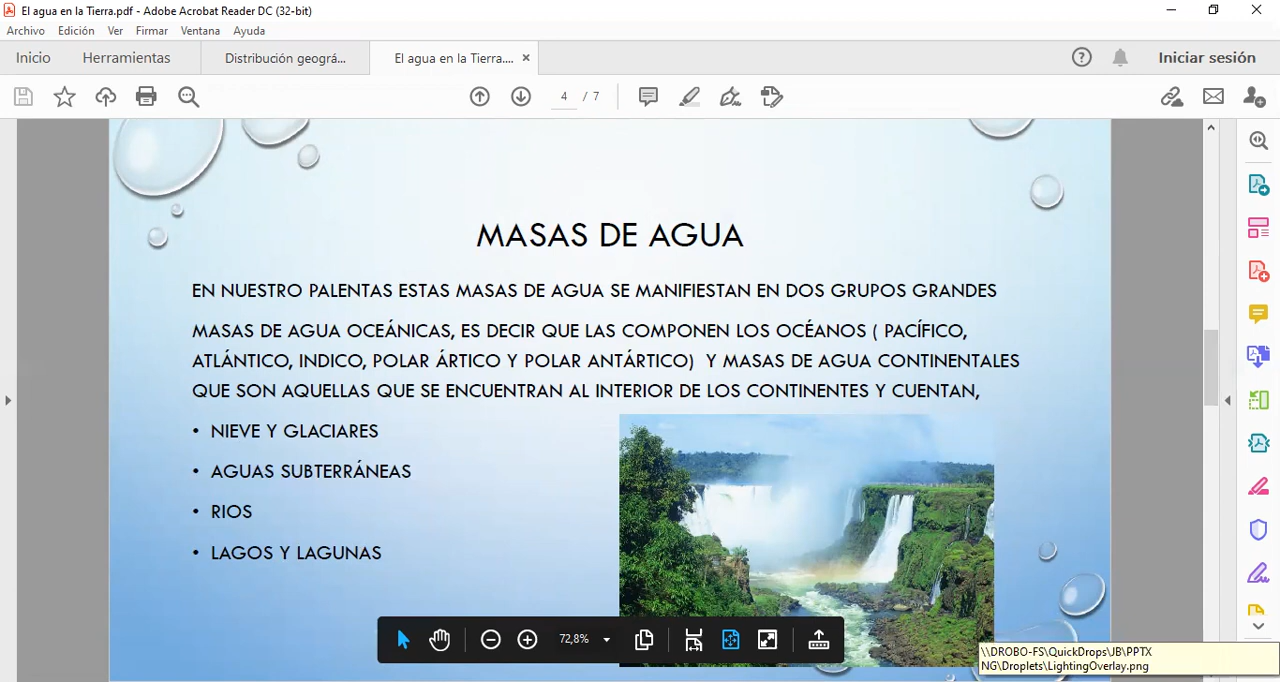 El agua en la Tierra.pdf - Adobe Acrobat Reader DC (32-bit)
Archivo Edición Ver Firmar Ventana Ayuda
Inicio Herramientas Distribución geográ... El agua en la Tierra.... × Iniciar sesión
4 / 7
MASAS DE AGUA
EN NUESTRO PALENTAS ESTAS MASAS DE AGUA SE MANIFIESTAN EN DOS GRUPOS GRANDES
MASAS DE AGUA OCEÁNICAS, ES DECIR QUE LAS COMPONEN LOS OCÉANOS ( PACÍFICO,
ATLÁNTICO, INDICO, POLAR ÁRTICO Y POLAR ANTÁRTICO) Y MASAS DE AGUA CONTINENTALES
QUE SON AQUELLAS QUE SE ENCUENTRAN AL INTERIOR DE LOS CONTINENTES Y CUENTAN,
• NIEVE Y GLACIARES
• AGUAS SUBTERRÁNEAS
• RIOS
• LAGOS Y LAGUNAS
72,8%
\\DROBO-FS\QuickDrops\JB\PPTX
NG\Droplets\LightingOverlay.png